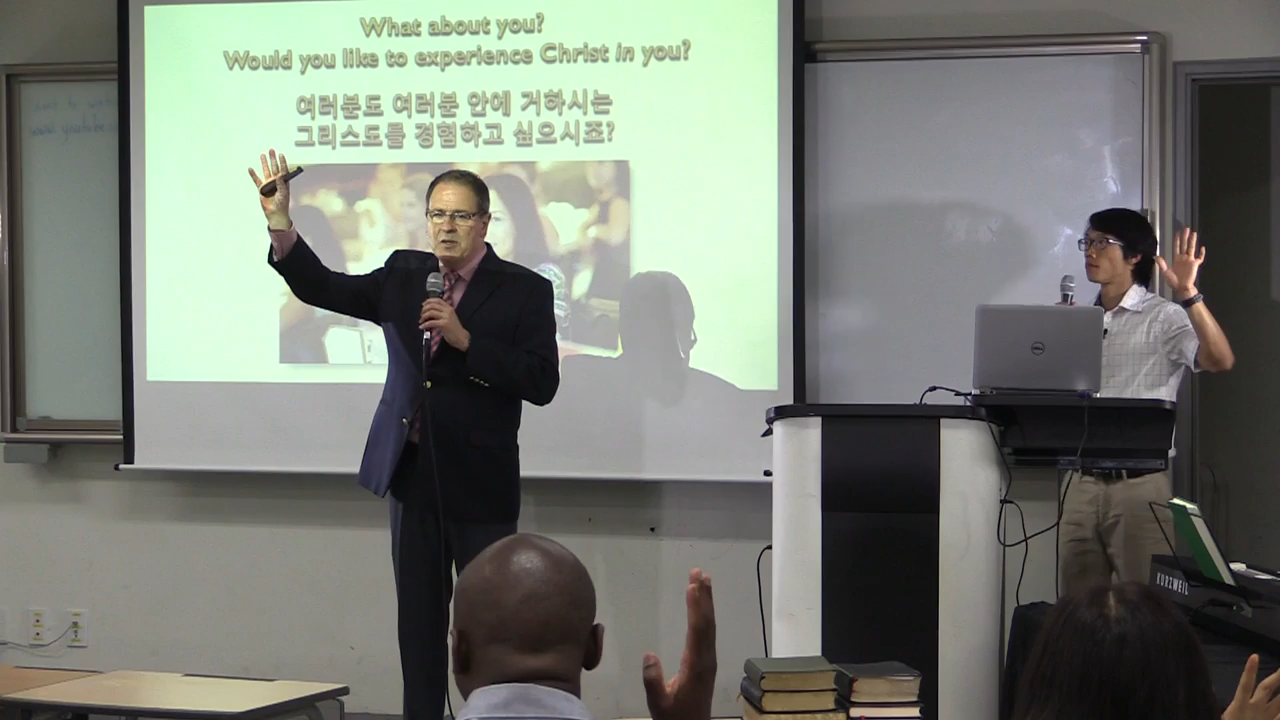 What about you?
Would you like to experience Christ in you?
여러분도 여러분 안에 거하시는
그리스도를 경험하고 싶으시죠?
DELL
KURZWEIL